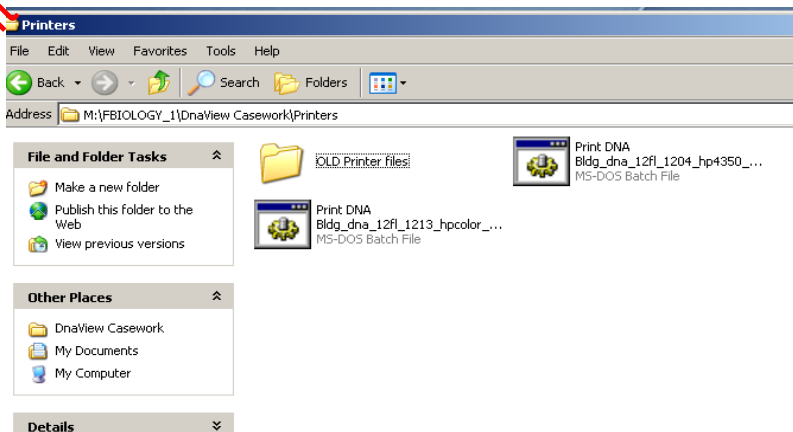 Printers
File Edit View Favorites Tools Help
Back Search Folders
Address M:\FBIOLOGY_1\DnaView Casework\Printers
File and Folder Tasks
Make a new folder
Publish this folder to the
Web
View previous versions
Other Places
DnaView Casework
My Documents
My Computer
Details
OLD Printer files
Print DNA
Bldg_dna_12fl_1204_hp4350_...
MS-DOS Batch File
Print DNA
Bldg_dna_12fl_1213_hpcolor_...
MS-DOS Batch File